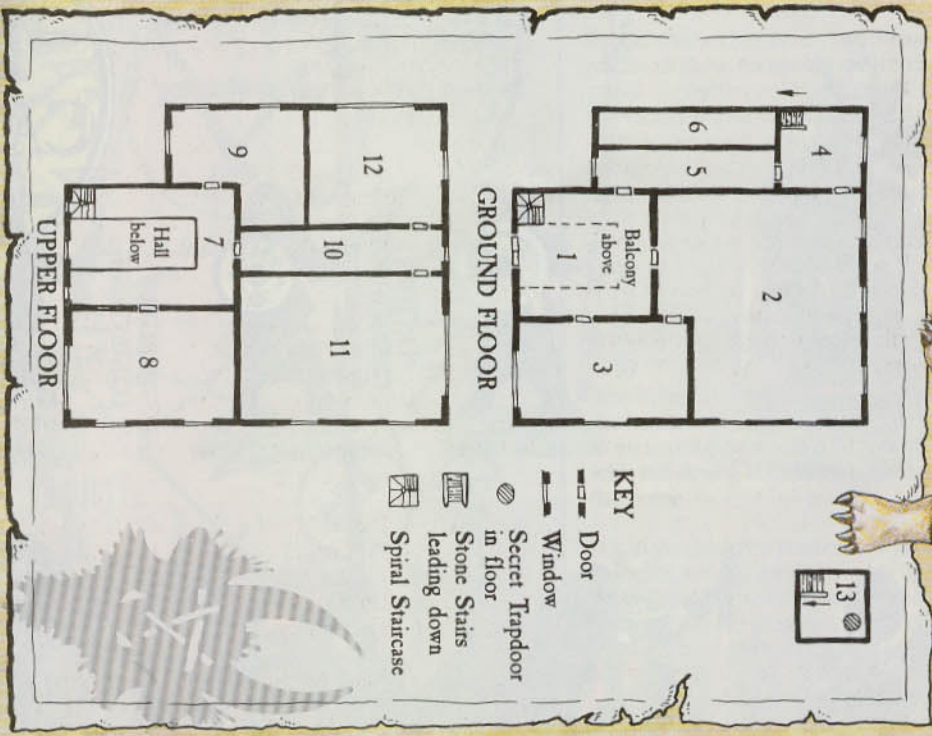 GROUND FLOOR
6
5
4
Balcony
above
1
2
3
UPPER FLOOR
9
12
7
Hall
below
10
8
11
KEY
Door
Window
Secret Trapdoor
in floor
Stone Stairs
leading down
Spiral Staircase
13